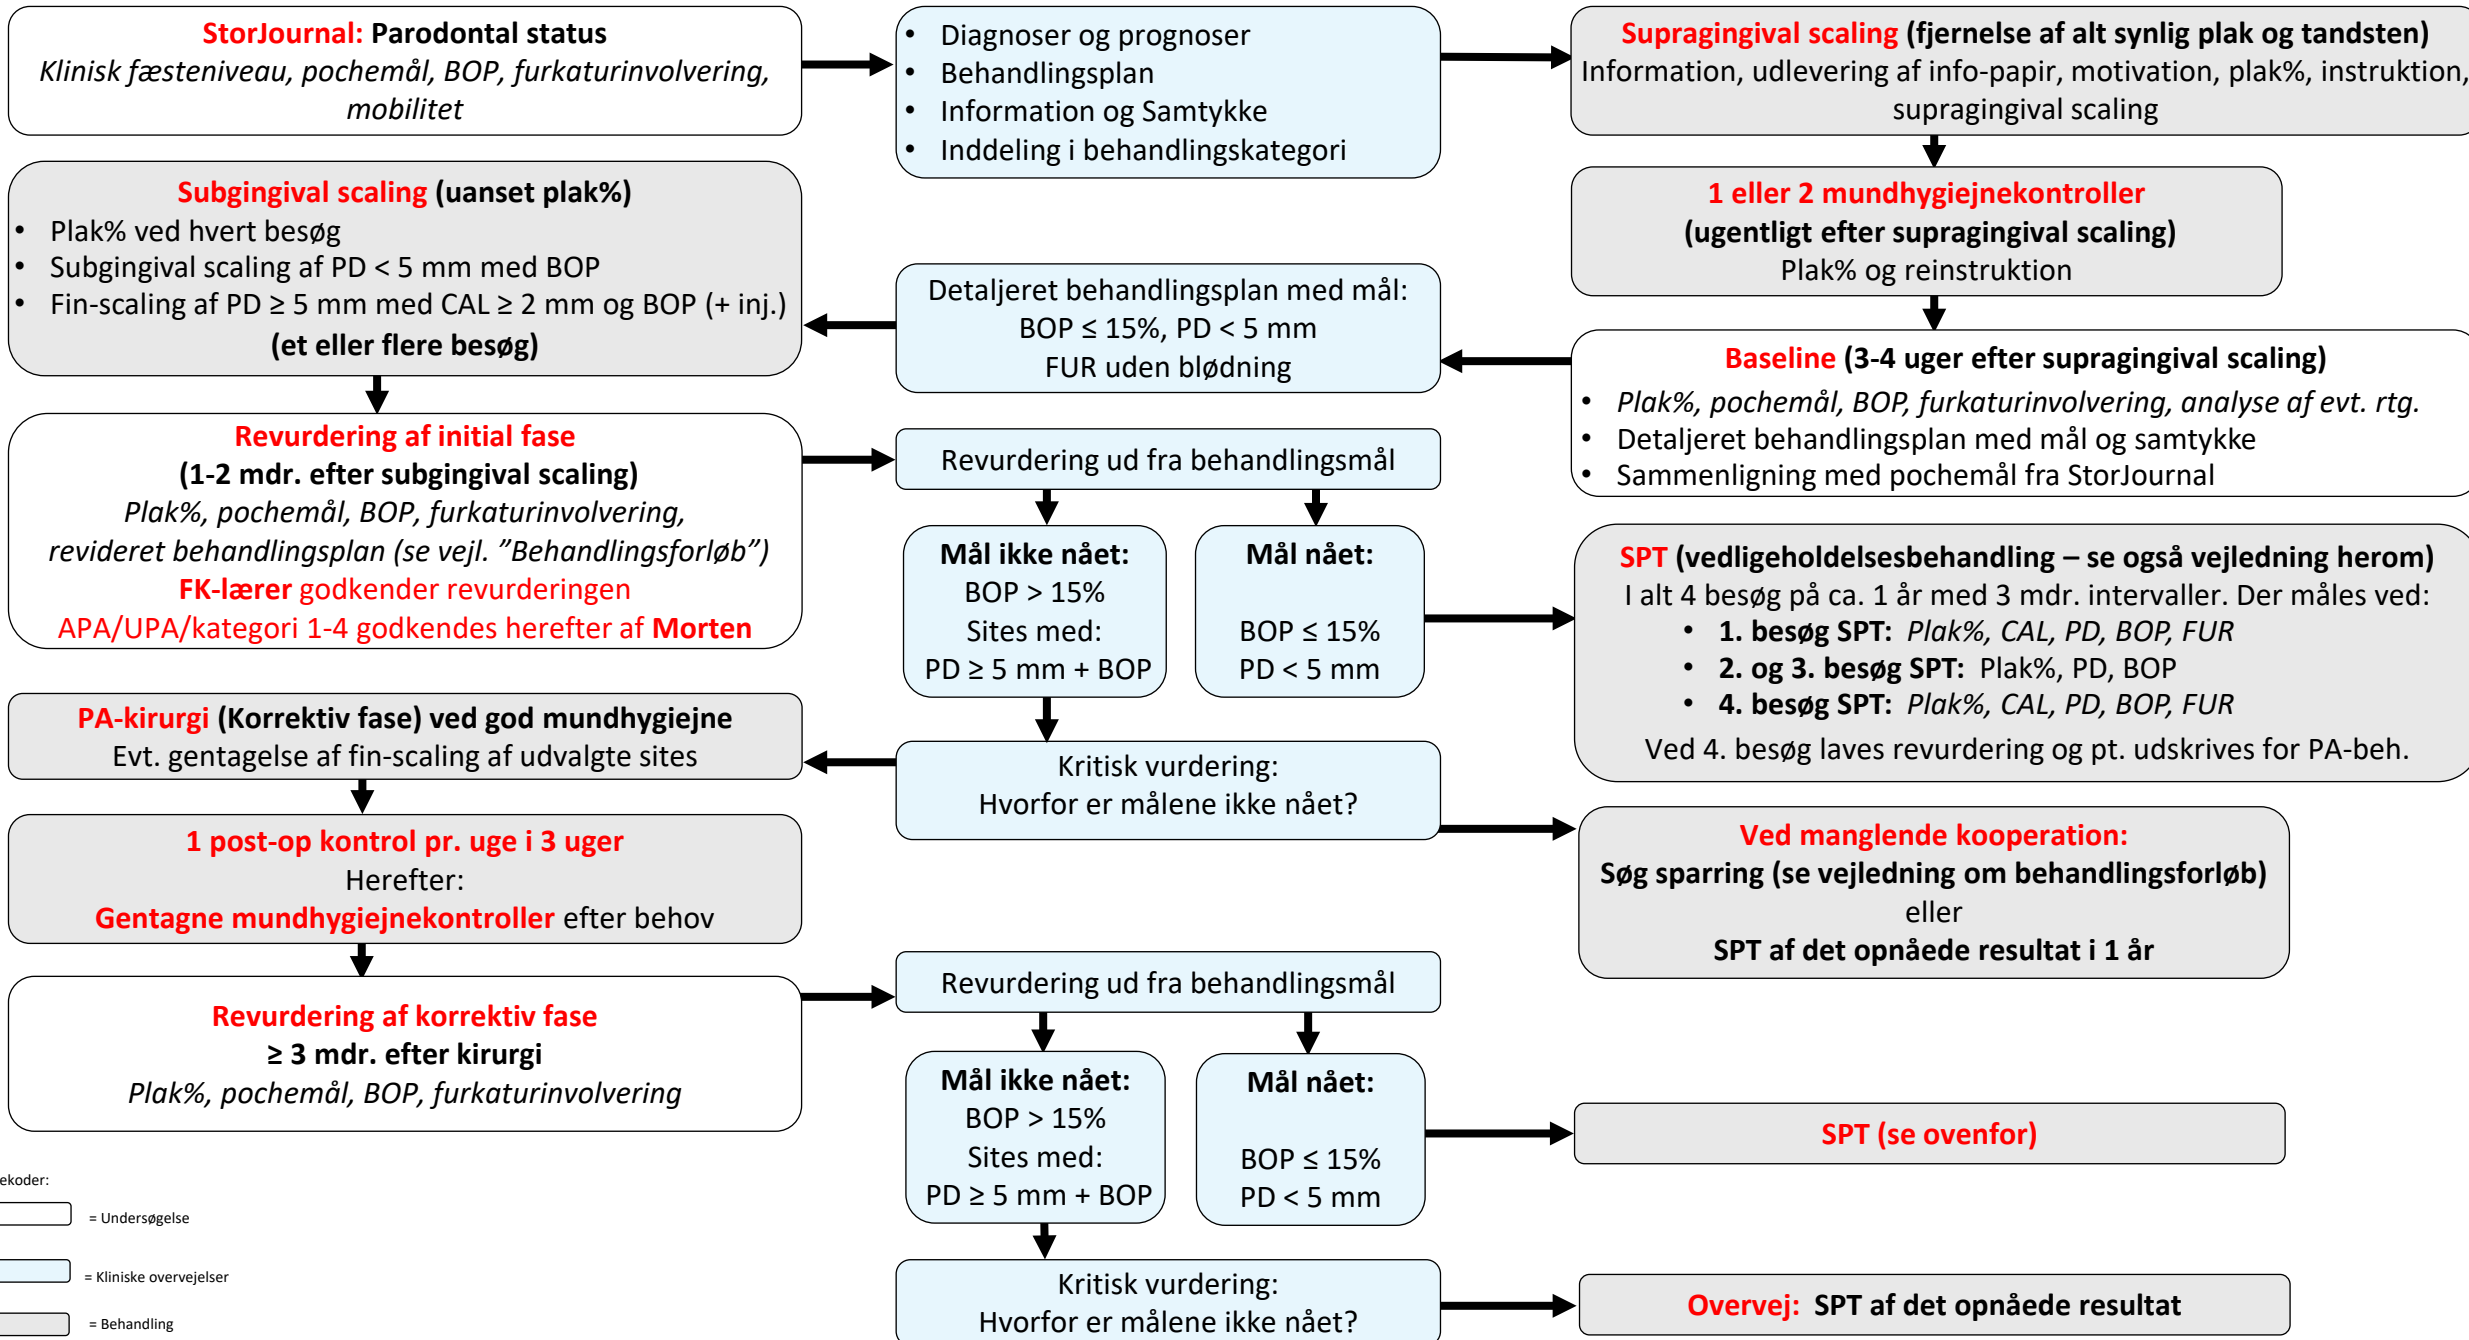 StorJournal: Parodontal status
Klinisk fæsteniveau, pochemål, BOP, furkaturinvolvering,
mobilitet
• Diagnoser og prognoser
• Behandlingsplan
• Information og Samtykke
• Inddeling i behandlingskategori
Supragingival scaling (fjernelse af alt synlig plak og tandsten)
Information, udlevering af info-papir, motivation, plak%, instruktion,
supragingival scaling
1 eller 2 mundhygiejnekontroller
(ugentligt efter supragingival scaling)
Plak% og reinstruktion
Baseline (3-4 uger efter supragingival scaling)
• Plak%, pochemål, BOP, furkaturinvolvering, analyse af evt. rtg.
• Detaljeret behandlingsplan med mål og samtykke
• Sammenligning med pochemål fra StorJournal
Detaljeret behandlingsplan med mål:
BOP ≤ 15%, PD < 5 mm
FUR uden blødning
Subgingival scaling (uanset plak%)
• Plak% ved hvert besøg
• Subgingival scaling af PD < 5 mm med BOP
• Fin-scaling af PD ≥ 5 mm med CAL ≥ 2 mm og BOP (+ inj.)
(et eller flere besøg)
Revurdering af initial fase
(1-2 mdr. efter subgingival scaling)
Plak%, pochemål, BOP, furkaturinvolvering,
revideret behandlingsplan (se vejl. ”Behandlingsforløb”)
FK-lærer godkender revurderingen
APA/UPA/kategori 1-4 godkendes herefter af Morten
Revurdering ud fra behandlingsmål
Mål ikke nået:
BOP > 15%
Sites med:
PD ≥ 5 mm + BOP
Mål nået:
BOP ≤ 15%
PD < 5 mm
SPT (vedligeholdelsesbehandling – se også vejledning herom)
I alt 4 besøg på ca. 1 år med 3 mdr. intervaller. Der måles ved:
• 1. besøg SPT: Plak%, CAL, PD, BOP, FUR
• 2. og 3. besøg SPT: Plak%, PD, BOP
• 4. besøg SPT: Plak%, CAL, PD, BOP, FUR
Ved 4. besøg laves revurdering og pt. udskrives for PA-beh.
Kritisk vurdering:
Hvorfor er målene ikke nået?
PA-kirurgi (Korrektiv fase) ved god mundhygiejne
Evt. gentagelse af fin-scaling af udvalgte sites
Ved manglende kooperation:
Søg sparring (se vejledning om behandlingsforløb)
eller
SPT af det opnåede resultat i 1 år
1 post-op kontrol pr. uge i 3 uger
Herefter:
Gentagne mundhygiejnekontroller efter behov
Revurdering af korrektiv fase
≥ 3 mdr. efter kirurgi
Plak%, pochemål, BOP, furkaturinvolvering
Revurdering ud fra behandlingsmål
Mål ikke nået:
BOP > 15%
Sites med:
PD ≥ 5 mm + BOP
Mål nået:
BOP ≤ 15%
PD < 5 mm
SPT (se ovenfor)
Kritisk vurdering:
Hvorfor er målene ikke nået?
Overvej: SPT af det opnåede resultat
ekoder:
= Undersøgelse
= Kliniske overvejelser
= Behandling